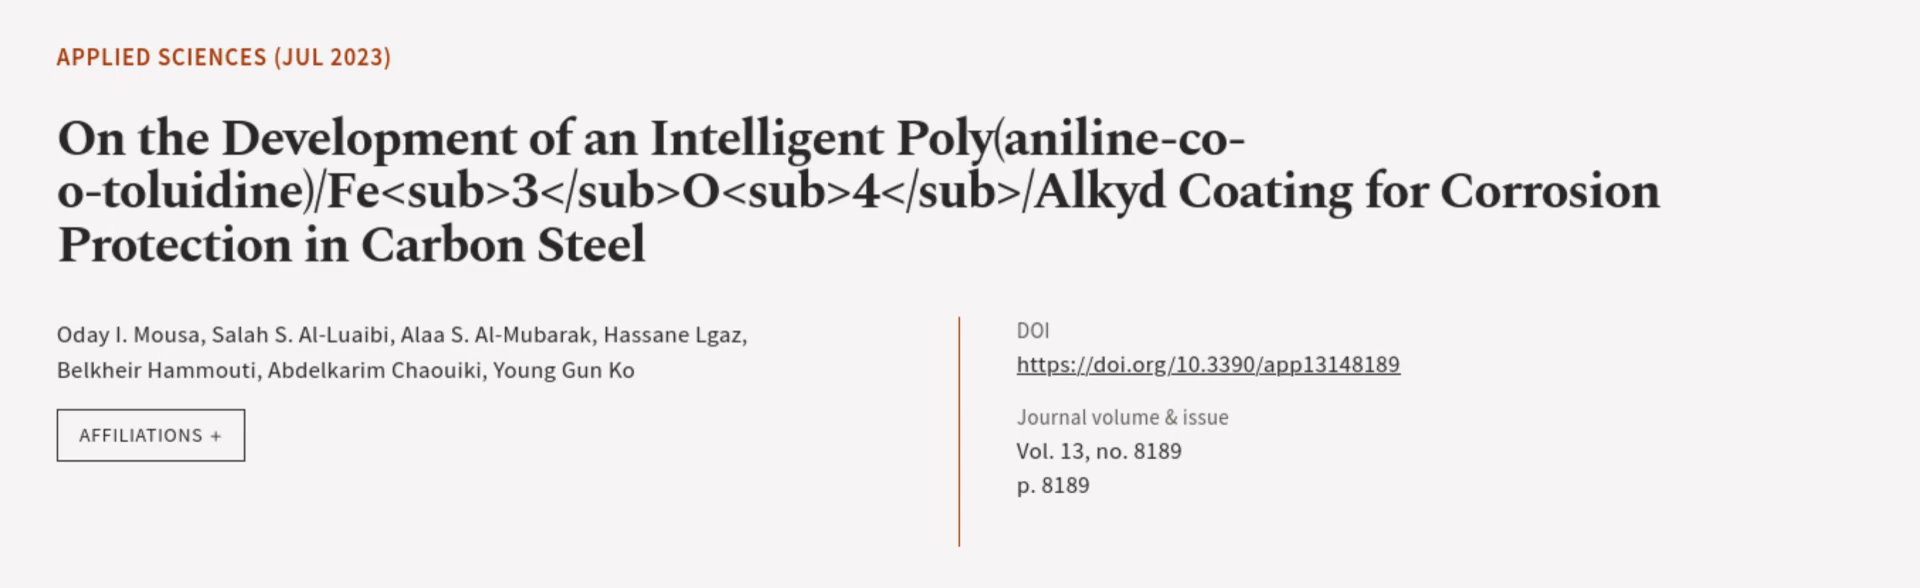 APPLIED SCIENCES (JUL 2023)
On the Development of an Intelligent Poly(aniline-co-
o-toluidine)/Fe<sub>3</sub>O<sub>4</sub>/Alkyd Coating for Corrosion
Protection in Carbon Steel
Oday I. Mousa, Salah S. Al-Luaibi, Alaa S. Al-Mubarak, Hassane Lgaz,
Belkheir Hammouti, Abdelkarim Chaouiki, Young Gun Ko
AFFILIATIONS +
DOI
https://doi.org/10.3390/app13148189
Journal volume & issue
Vol. 13, no. 8189
p. 8189